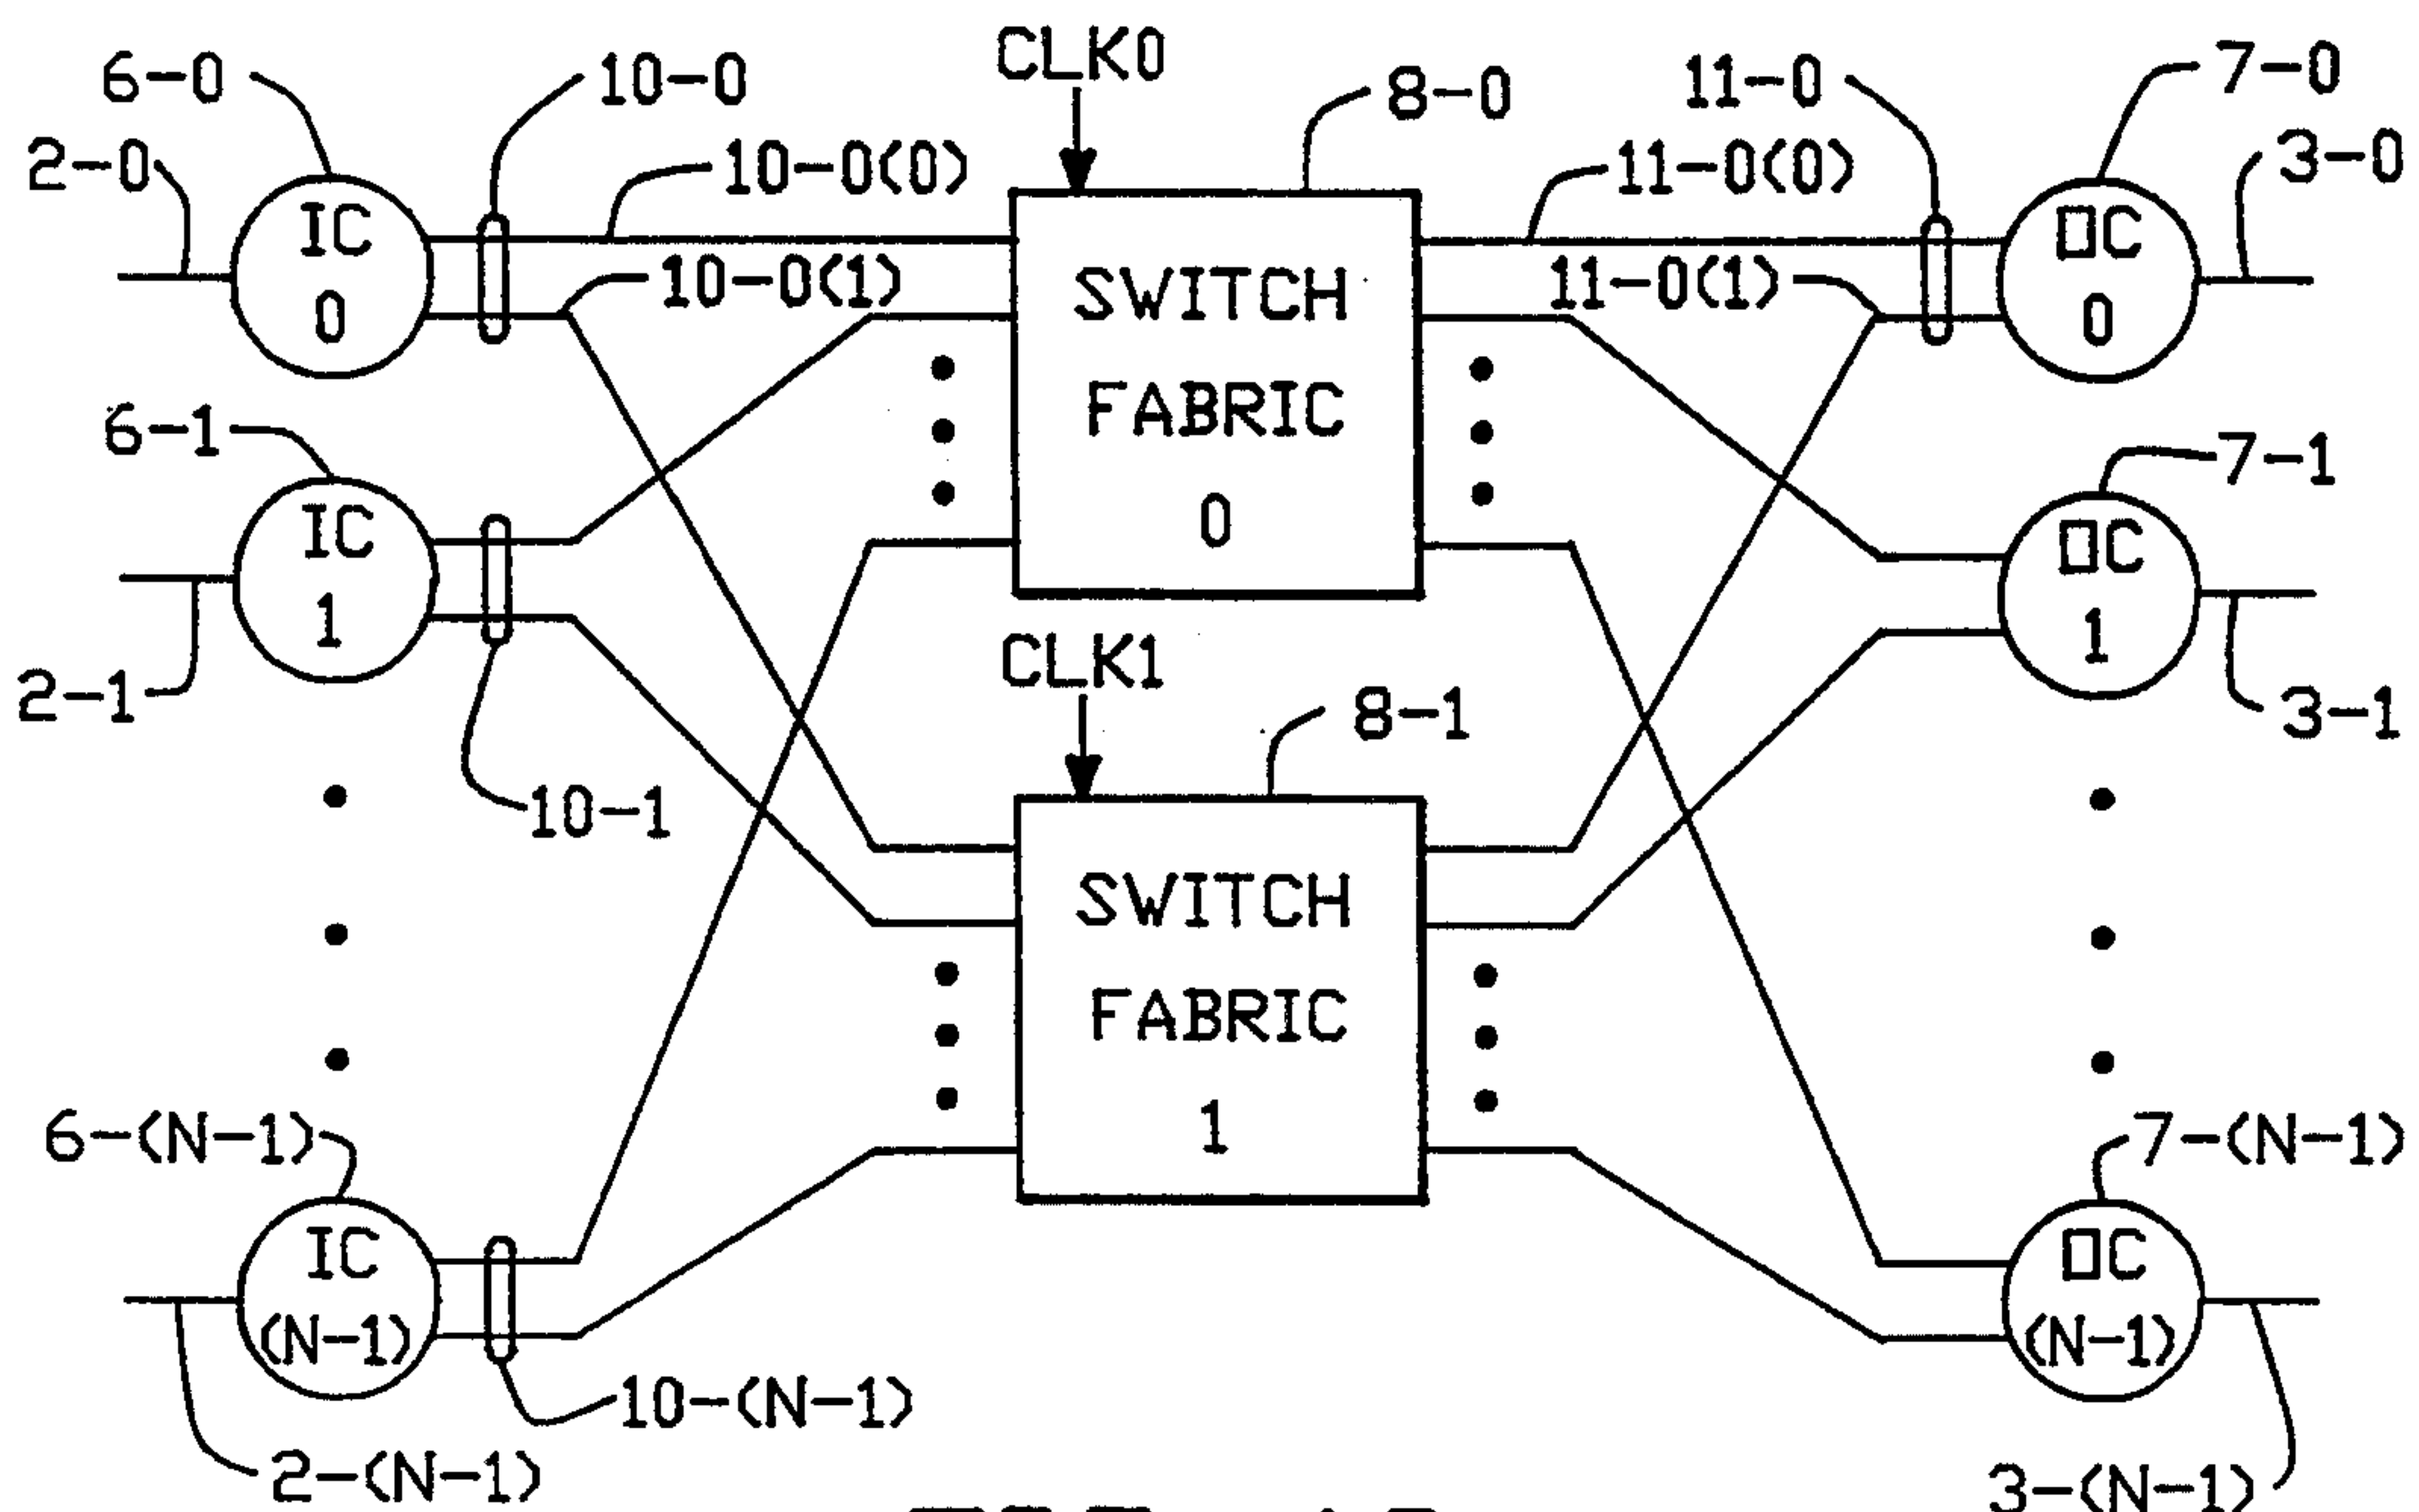 CLK0
6-0
10-0
8-0
11-0
7-0
2-0
10-0(0)
11-0(0)
3-0
IC
0
10-0(1)
SWITCH
FABRIC
0
11-0(1)
OC
0
6-1
7-1
IC
1
OC
1
2-1
CLK1
8-1
3-1
10-1
SWITCH
FABRIC
1
6-(N-1)
7-(N-1)
IC
(N-1)
OC
(N-1)
10-(N-1)
2-(N-1)
3-(N-1)